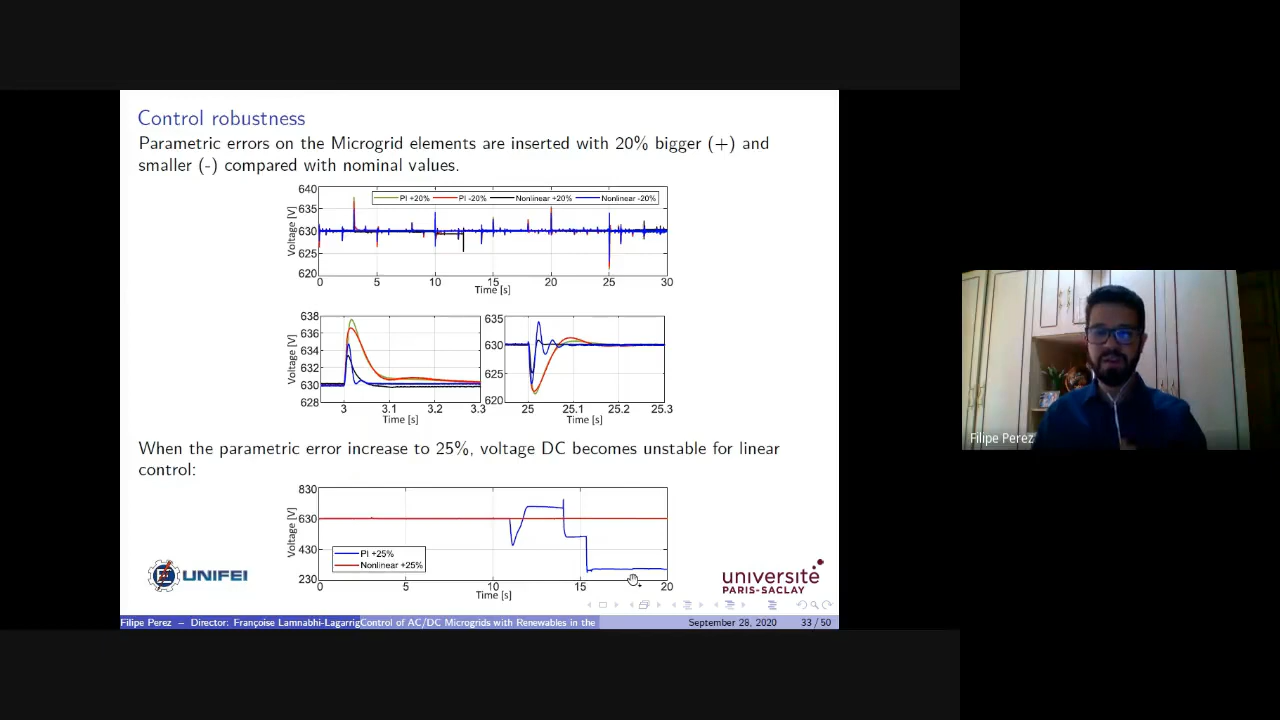 Control robustness
Parametric errors on the Microgrid elements are inserted with 20% bigger (+) and
smaller (-) compared with nominal values.
640
635
630
625
620
Voltage [V]
PI +20%
PI -20%
Nonlinear +20%
Nonlinear -20%
0 5 10 15 20 25 30
Time [s]
638
636
634
632
630
628
Voltage [V]
3 3.1 3.2 3.3
Time [s]
635
630
620
25 25.1 25.2 25.3
Time [s]
When the parametric error increase to 25%, voltage DC becomes unstable for linear
control:
830
630
430
230
Voltage [V]
PI +25%
Nonlinear +25%
0 5 10 15 20
Time [s]
UNIFEI
université
PARIS-SACLAY
Filipe Perez – Director: Françoise Lamnabhi-Lagarrig
Control of AC/DC Microgrids with Renewables in the
September 28, 2020
33 / 50
Filipe Perez